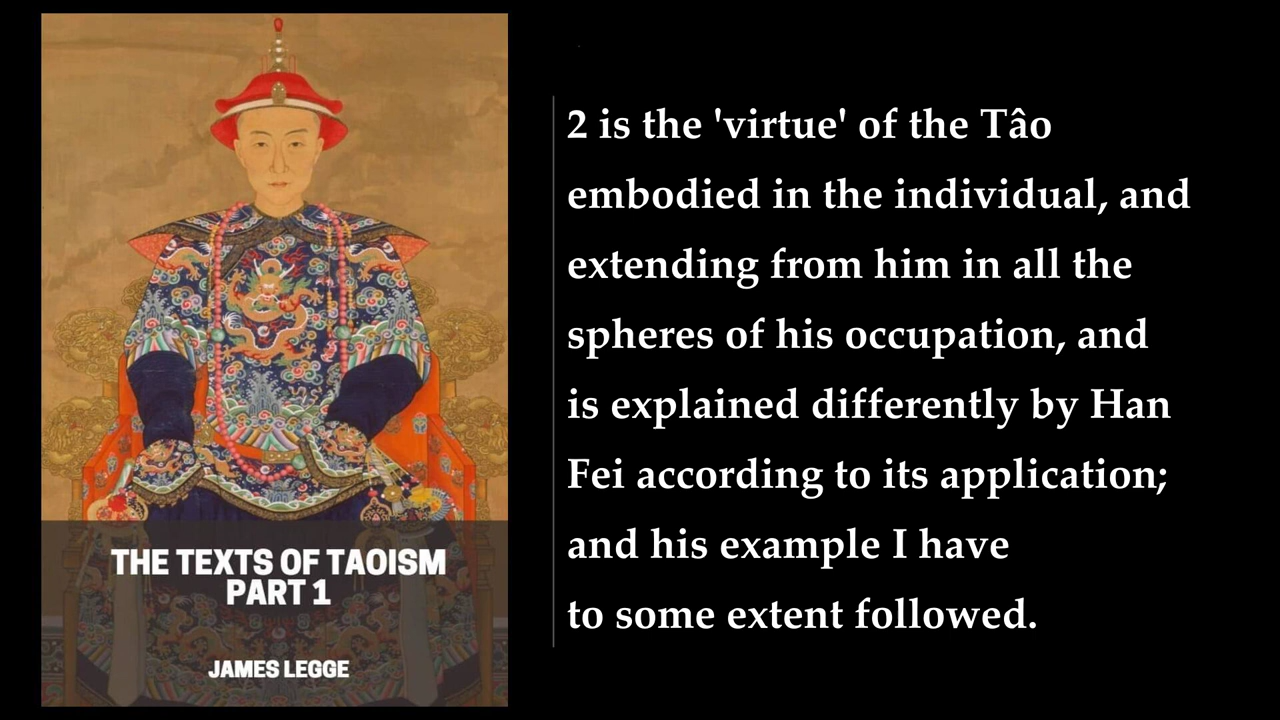 THE TEXTS OF TAOISM
PART 1
JAMES LEGGE
2 is the 'virtue' of the Tâo
embodied in the individual, and
extending from him in all the
spheres of his occupation, and
is explained differently by Han
Fei according to its application;
and his example I have
to some extent followed.